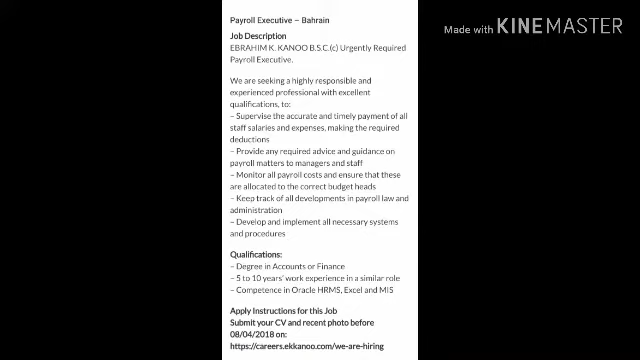 Payroll Executive – Bahrain
Job Description
EBRAHIM K. KANOO B.S.C.(c) Urgently Required
Payroll Executive.
We are seeking a highly responsible and
experienced professional with excellent
qualifications, to:
– Supervise the accurate and timely payment of all
staff salaries and expenses, making the required
deductions
– Provide any required advice and guidance on
payroll matters to managers and staff
– Monitor all payroll costs and ensure that these
are allocated to the correct budget heads
– Keep track of all developments in payroll law and
administration
– Develop and implement all necessary systems
and procedures
Qualifications:
– Degree in Accounts or Finance
– 5 to 10 years' work experience in a similar role
– Competence in Oracle HRMS, Excel and MIS
Apply Instructions for this Job
Submit your CV and recent photo before
08/04/2018 on:
https://careers.ekkanoo.com/we-are-hiring
Made with KINEMASTER